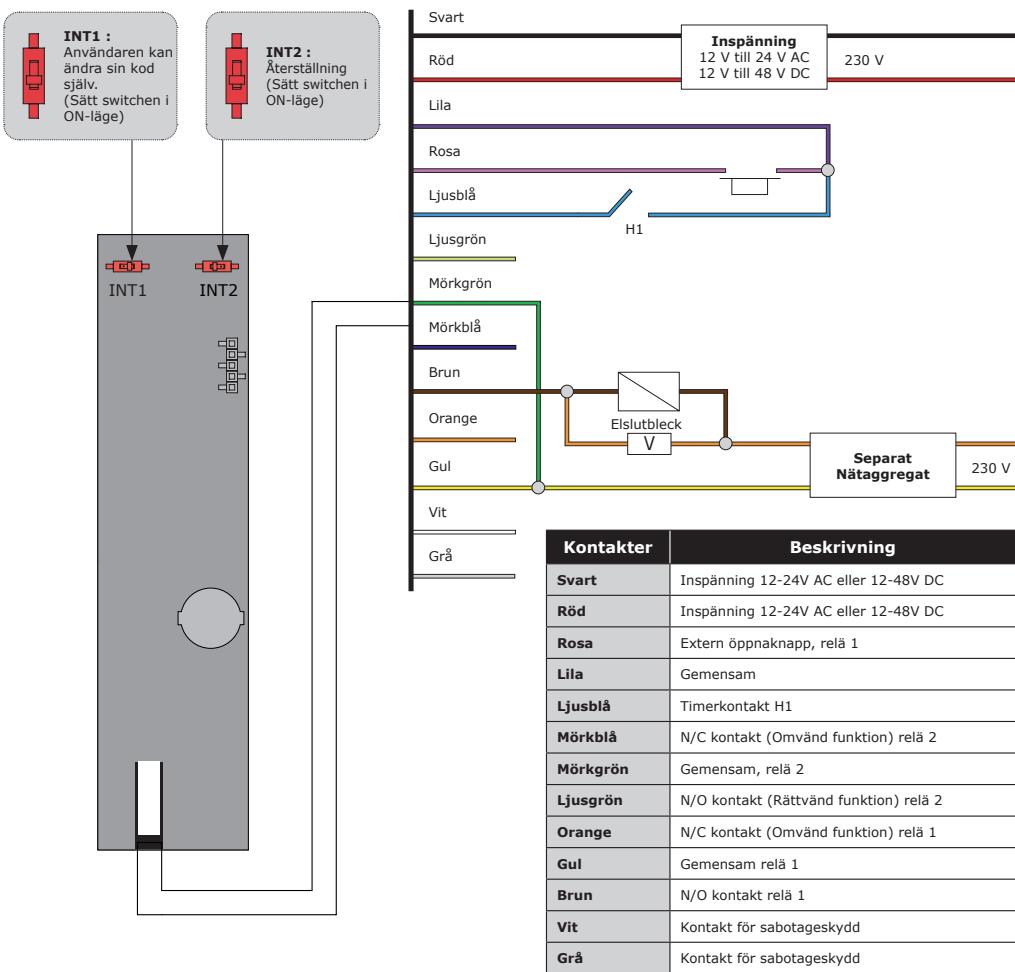 INT1 :
Användaren kan
ändra sin kod
själv.
(Sätt switchen i
ON-läge)
INT2 :
Återställning
(Sätt switchen i
ON-läge)
INT1
INT2
Svart
Röd
Lila
Rosa
Ljusblå
Ljusgrön
Mörkgrön
Mörkblå
Brun
Orange
Gul
Vit
Grå
Inspänning
12 V till 24 V AC
12 V till 48 V DC
230 V
H1
Elslutbleck
V
Separat
Nätaggregat
230 V
Kontakter Beskrivning
Svart Inspänning 12-24V AC eller 12-48V DC
Röd Inspänning 12-24V AC eller 12-48V DC
Rosa Extern öppnaknapp, relä 1
Lila Gemensam
Ljusblå Timerkontakt H1
Mörkblå N/C kontakt (Omvänd funktion) relä 2
Mörkgrön Gemensam, relä 2
Ljusgrön N/O kontakt (Rättvänd funktion) relä 2
Orange N/C kontakt (Omvänd funktion) relä 1
Gul Gemensam relä 1
Brun N/O kontakt relä 1
Vit Kontakt för sabotageskydd
Grå Kontakt för sabotageskydd